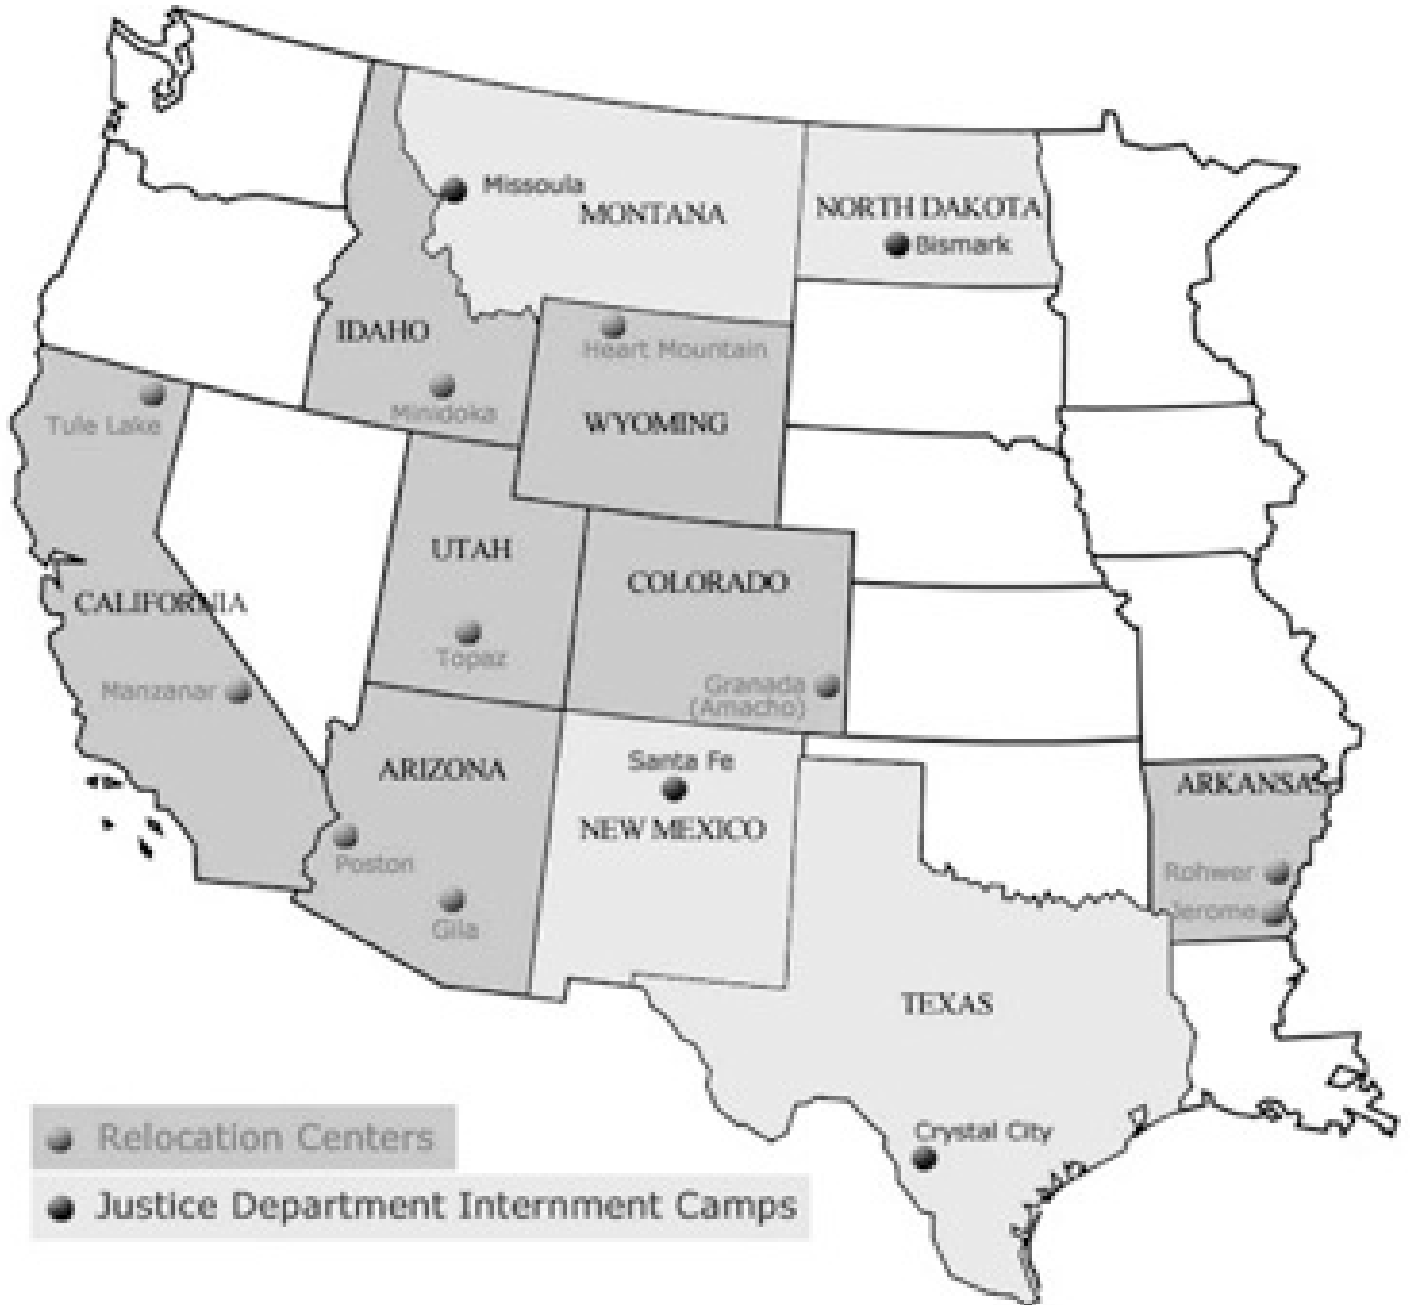 Missoula
MONTANA
NORTH DAKOTA
Bismark
IDAHO
Heart Mountain
Minidoka
WYOMING
Tule Lake
UTAH
COLORADO
CALIFORNIA
Topaz
Manzanar
Granada
(Amacho)
ARIZONA
Santa Fe
NEW MEXICO
ARKANSAS
Poston
Gila
Rohwer
Jerome
TEXAS
Crystal City
Relocation Centers
Justice Department Internment Camps